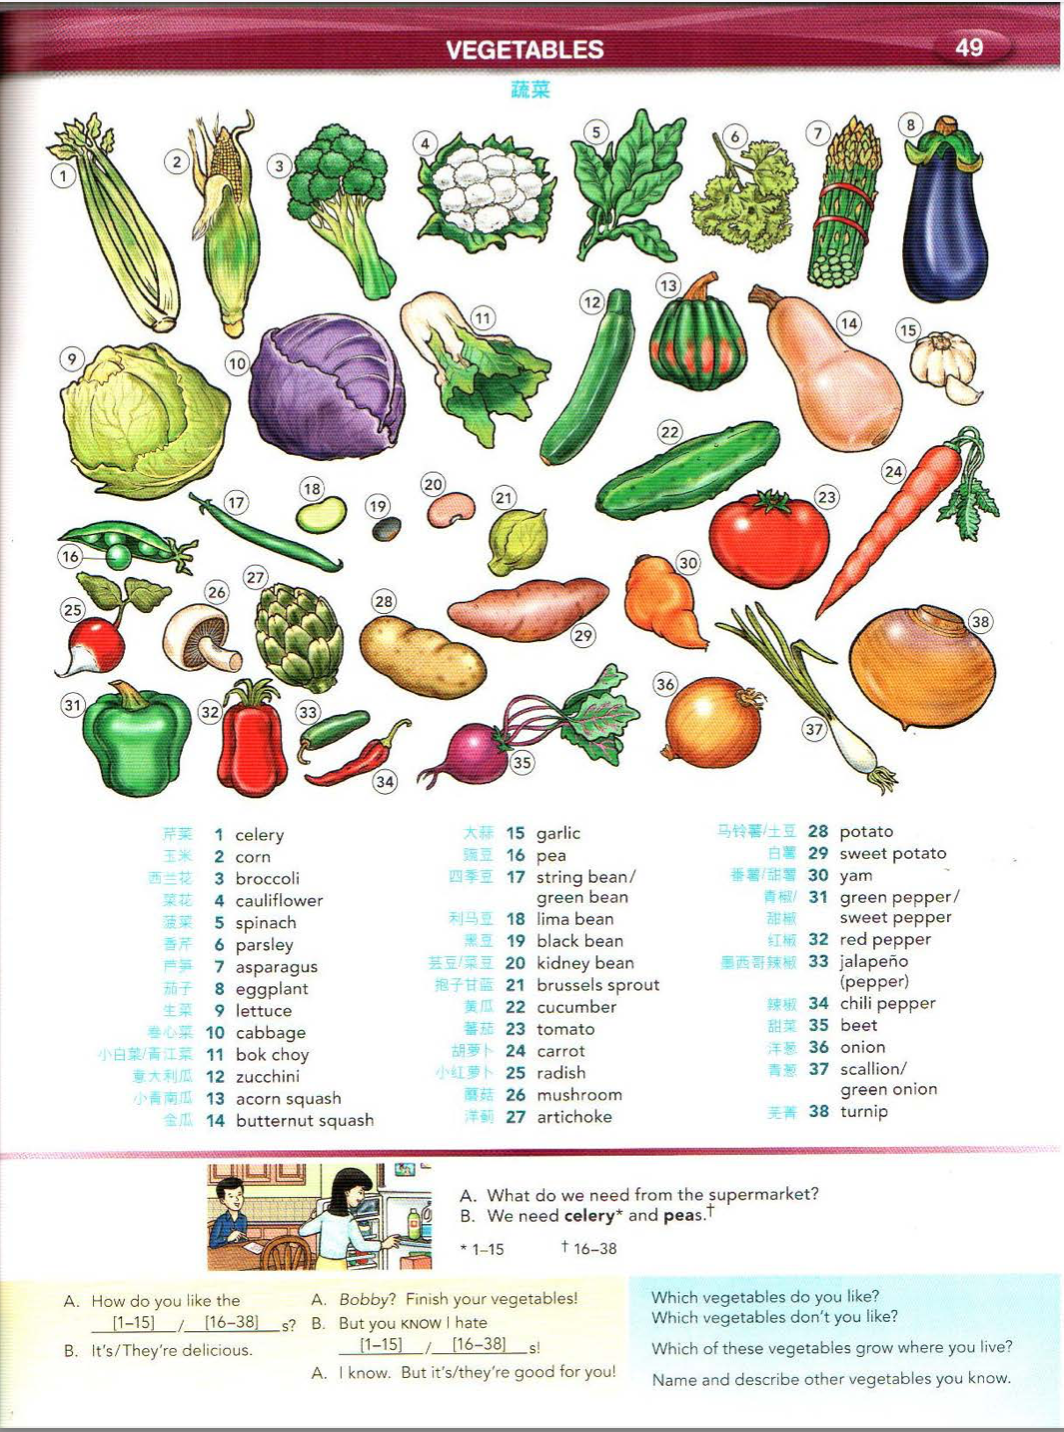 VEGETABLES
49
蔬菜
1
2
3
4
5
6
7
8
9
10
11
12
13
14
15
16
17
18
19
20
21
22
23
24
25
26
27
28
29
30
31
32
33
34
35
36
37
38
芹菜 1 celery
玉米 2 corn
西兰花 3 broccoli
菜花 4 cauliflower
菠菜 5 spinach
香芹 6 parsley
芦笋 7 asparagus
茄子 8 eggplant
生菜 9 lettuce
卷心菜 10 cabbage
小白菜/青江菜 11 bok choy
意大利瓜 12 zucchini
小青南瓜 13 acorn squash
金瓜 14 butternut squash
大蒜 15 garlic
豌豆 16 pea
四季豆 17 string bean/
green bean
利马豆 18 lima bean
黑豆 19 black bean
芸豆/菜豆 20 kidney bean
抱子甘蓝 21 brussels sprout
黄瓜 22 cucumber
蕃茄 23 tomato
胡萝卜 24 carrot
小红萝卜 25 radish
蘑菇 26 mushroom
洋蓟 27 artichoke
马铃薯/土豆 28 potato
白薯 29 sweet potato
番薯/甜薯 30 yam
青椒/ 31 green pepper/
甜椒 sweet pepper
红椒 32 red pepper
墨西哥辣椒 33 jalapeño
(pepper)
辣椒 34 chili pepper
甜菜 35 beet
洋葱 36 onion
青葱 37 scallion/
green onion
芜菁 38 turnip
A. What do we need from the supermarket?
B. We need celery* and peas.†
* 1–15 † 16–38
A. How do you like the
[1–15] / [16–38] s?
B. It's/They're delicious.
A. Bobby? Finish your vegetables!
B. But you KNOW I hate
[1–15] / [16–38] s!
A. I know. But it's/they're good for you!
Which vegetables do you like?
Which vegetables don't you like?
Which of these vegetables grow where you live?
Name and describe other vegetables you know.